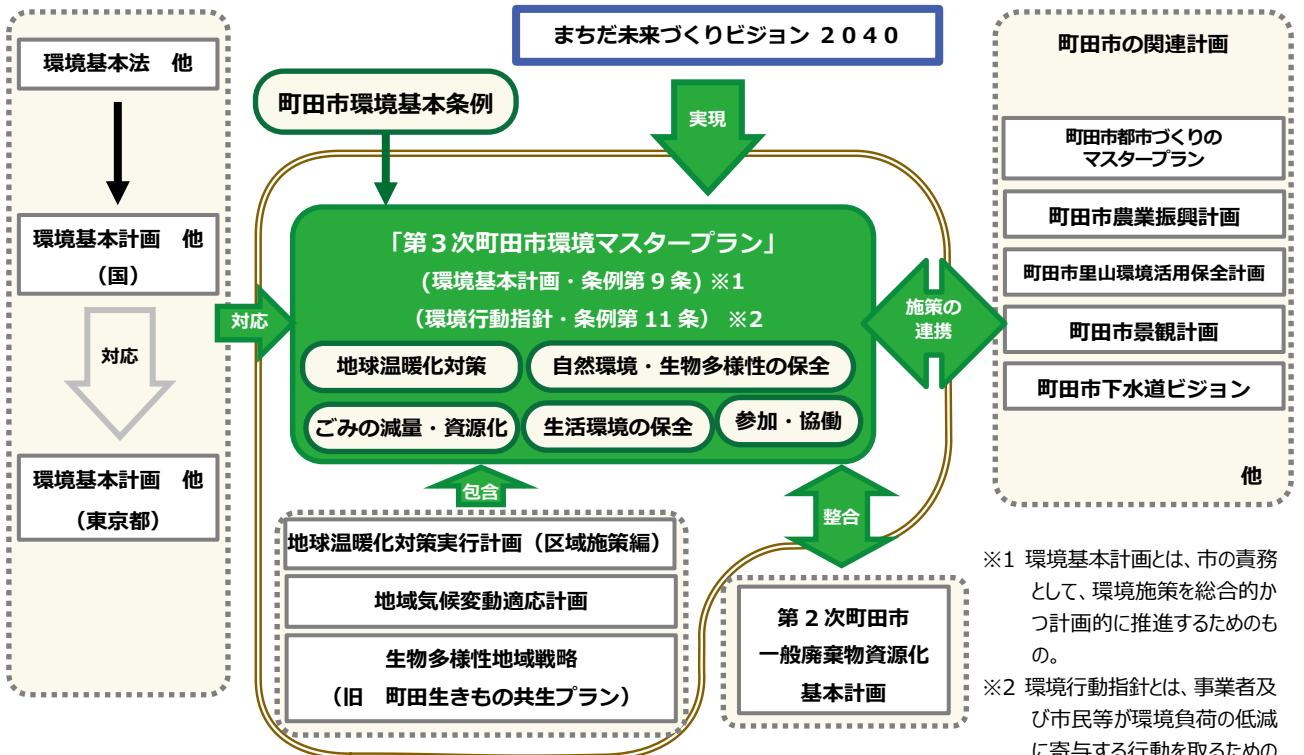 環境基本法 他
環境基本計画 他
（国）
対応
環境基本計画 他
（東京都）
対応
まちだ未来づくりビジョン ２０４０
町田市環境基本条例
実現
「第３次町田市環境マスタープラン」
(環境基本計画・条例第９条) ※1
（環境行動指針・条例第 11 条） ※2
地球温暖化対策
自然環境・生物多様性の保全
ごみの減量・資源化
生活環境の保全
参加・協働
包含
地球温暖化対策実行計画（区域施策編）
地域気候変動適応計画
生物多様性地域戦略
（旧 町田生きもの共生プラン）
整合
第２次町田市
一般廃棄物資源化
基本計画
施策の
連携
町田市の関連計画
町田市都市づくりの
マスタープラン
町田市農業振興計画
町田市里山環境活用保全計画
町田市景観計画
町田市下水道ビジョン
他
※1 環境基本計画とは、市の責務
として、環境施策を総合的か
つ計画的に推進するためのも
の。
※2 環境行動指針とは、事業者及
び市民等が環境負荷の低減
に寄与する行動を取るための